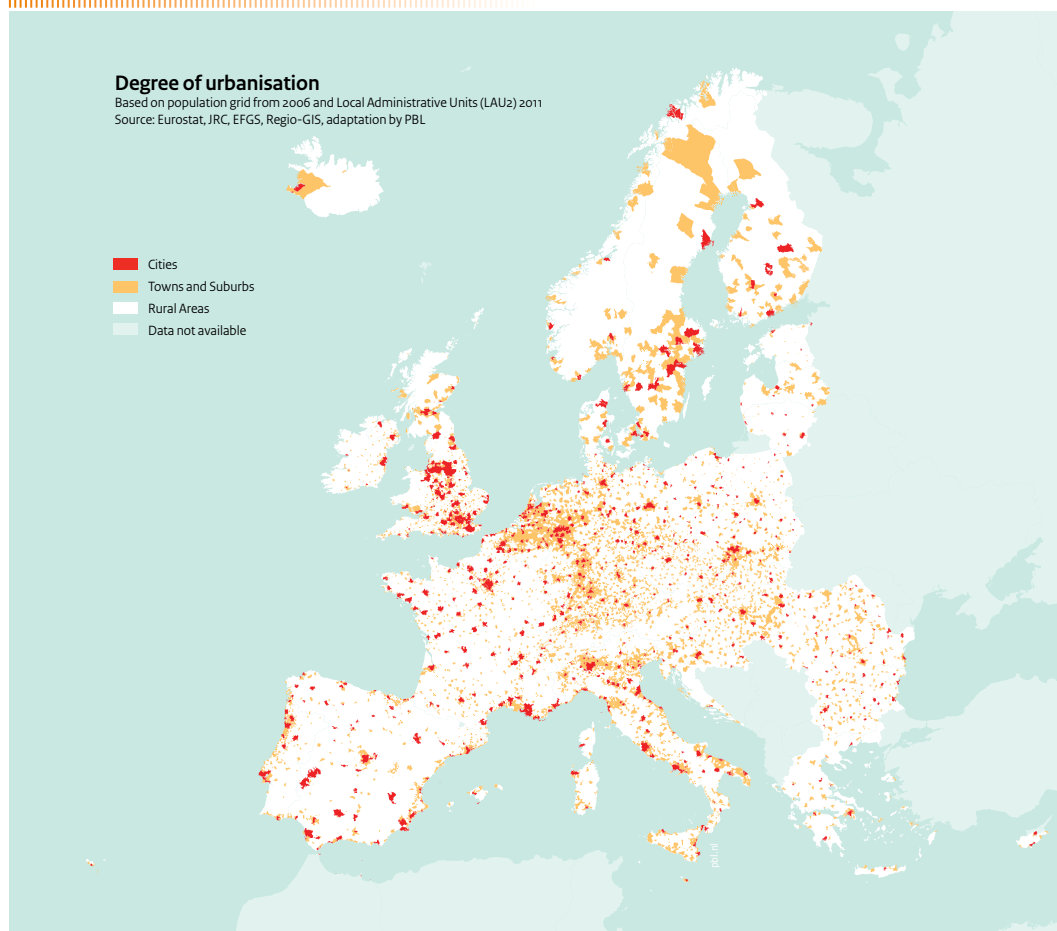 Degree of urbanisation
Based on population grid from 2006 and Local Administrative Units (LAU2) 2011
Source: Eurostat, JRC, EFGS, Regio-GIS, adaptation by PBL
Cities
Towns and Suburbs
Rural Areas
Data not available
pbl.nl